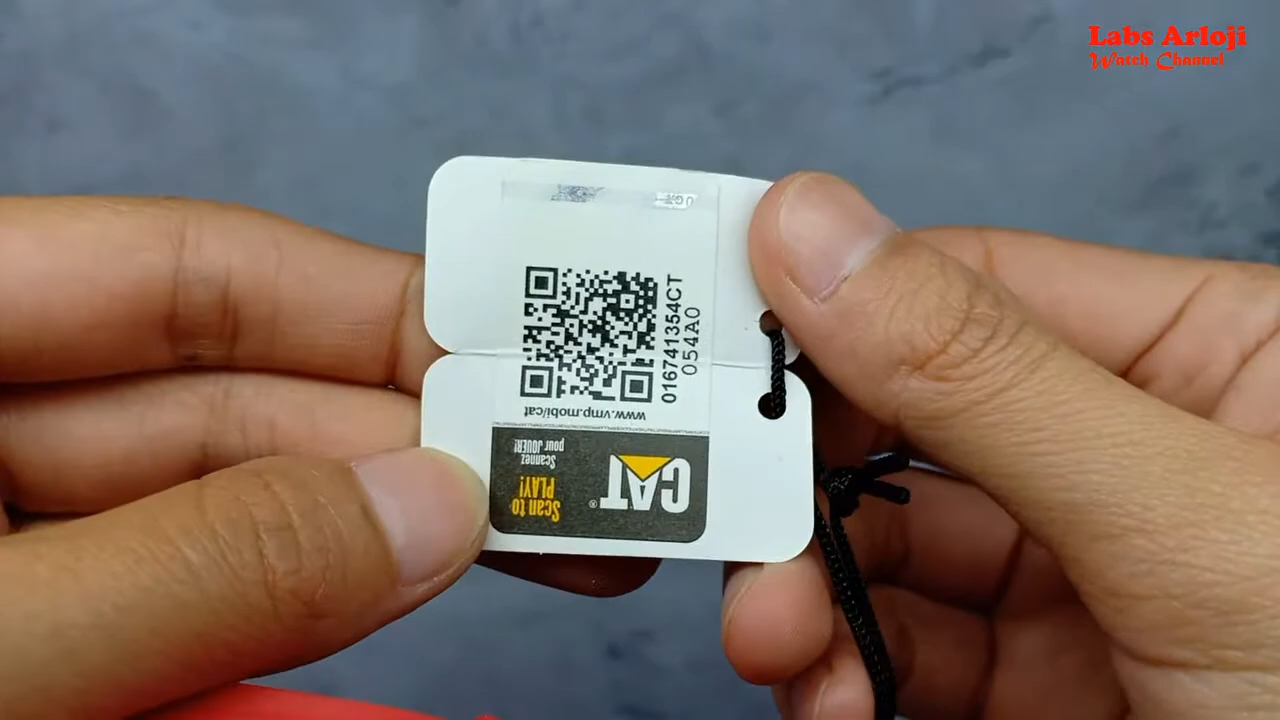 Labs Arloji
Watch Channel
CAT®
Scan to
PLAY!
Scannez
pour JOUER!
www.vmp.mobi/cat
016741354CT
054A0